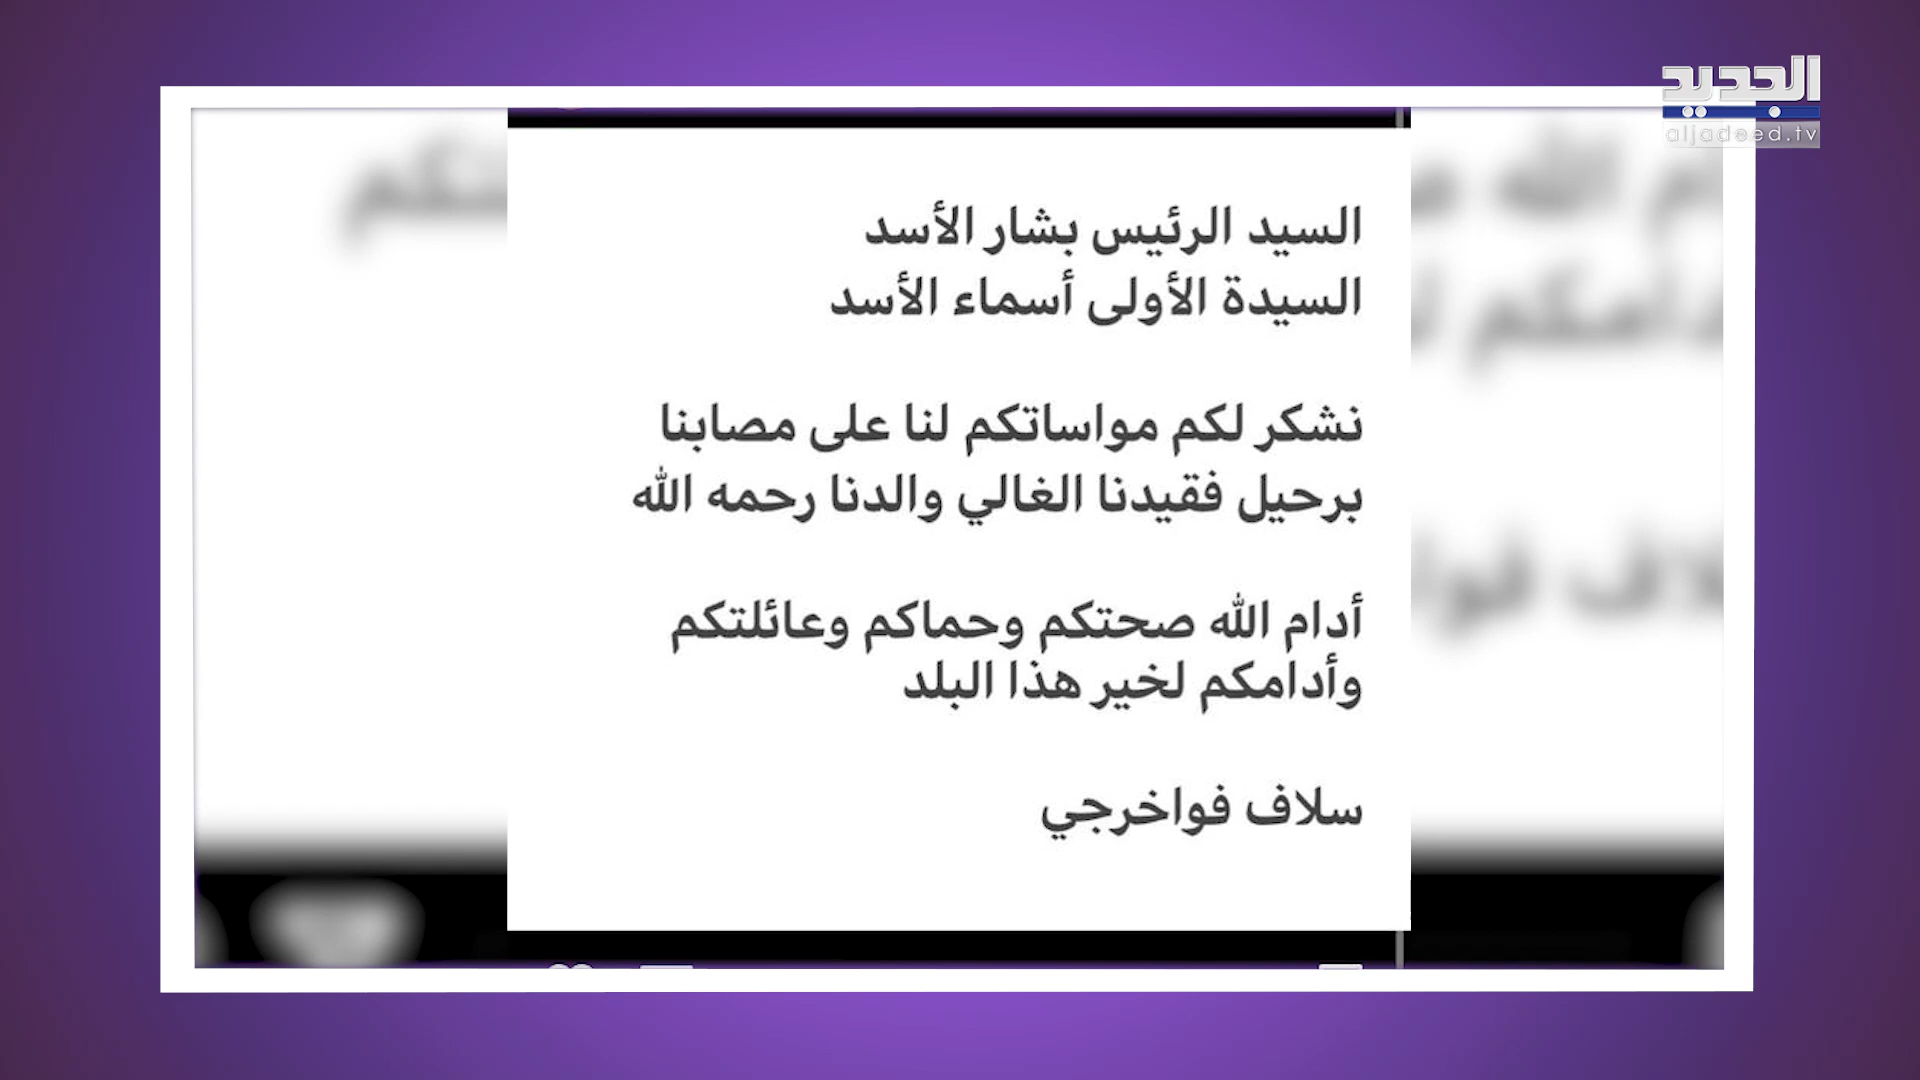 الجديد
aljadeed.tv
السيد الرئيس بشار الأسد
السيدة الأولى أسماء الأسد
نشكر لكم مواساتكم لنا على مصابنا
برحيل فقيدنا الغالي والدنا رحمه الله
أدام الله صحتكم وحماكم وعائلتكم
وأدامكم لخير هذا البلد
سلاف فواخرجي